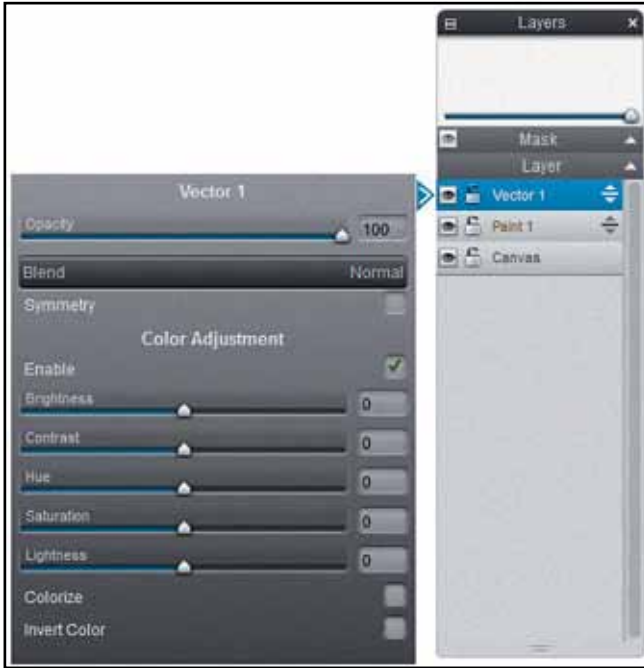 Layers
Mask
Layer
Vector 1
Paint 1
Canvas
Vector 1
Opacity 100
Blend Normal
Symmetry
Color Adjustment
Enable
Brightness 0
Contrast 0
Hue 0
Saturation 0
Lightness 0
Colorize
Invert Color